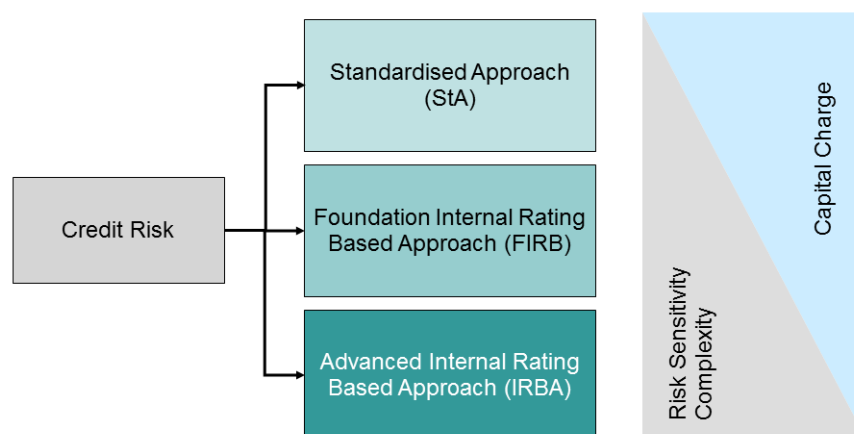 Standardised Approach
(StA)
Credit Risk
Foundation Internal Rating
Based Approach (FIRB)
Advanced Internal Rating
Based Approach (IRBA)
Capital Charge
Risk Sensitivity
Complexity